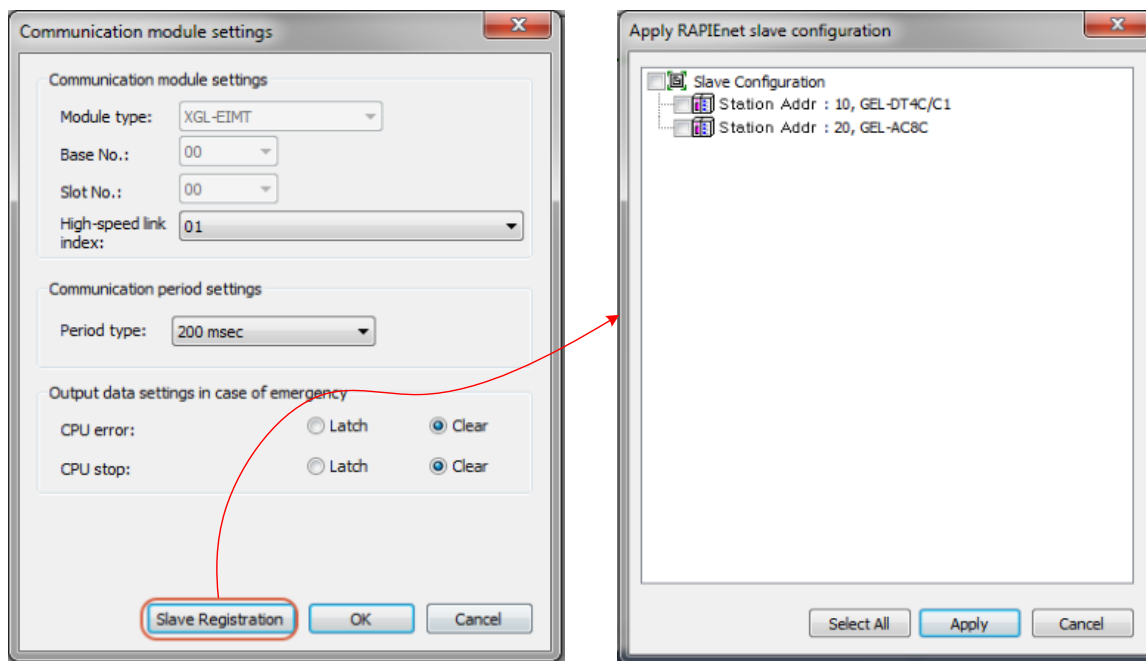 Communication module settings
Communication module settings
Module type: XGL-EIMT
Base No.: 00
Slot No.: 00
High-speed link index: 01
Communication period settings
Period type: 200 msec
Output data settings in case of emergency
CPU error: Latch Clear
CPU stop: Latch Clear
Slave Registration OK Cancel
Apply RAPIEnet slave configuration
Slave Configuration
Station Addr : 10, GEL-DT4C/C1
Station Addr : 20, GEL-AC8C
Select All Apply Cancel